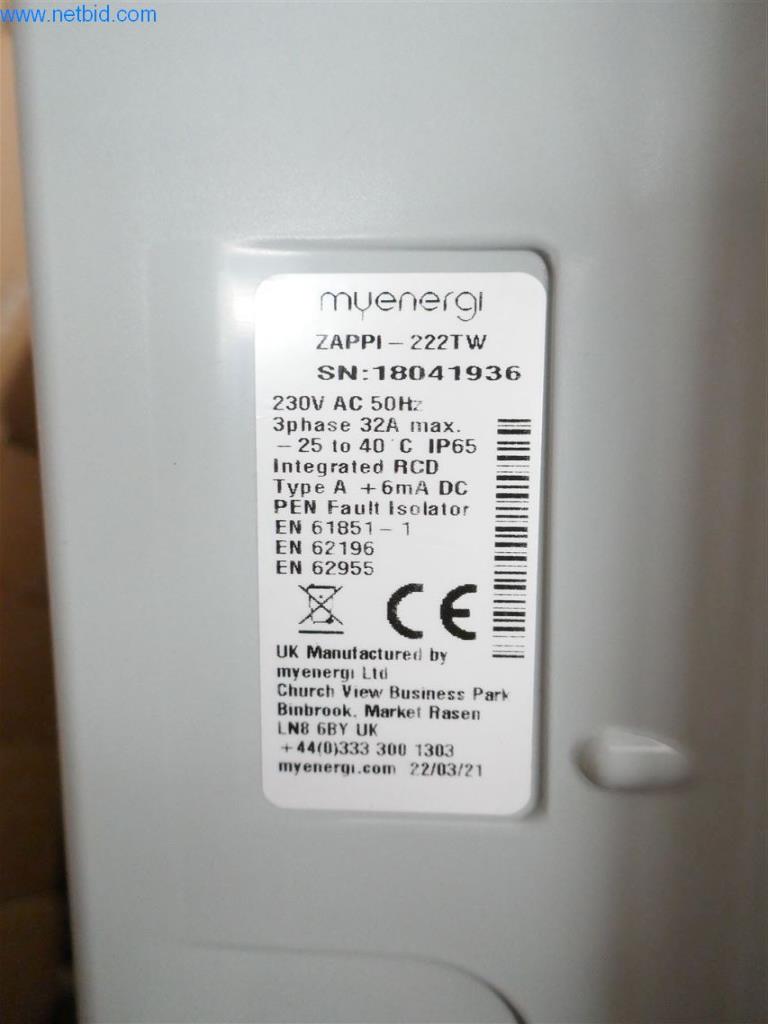 www.netbid.com
myenergi
ZAPPI - 222TW
SN:18041936
230V AC 50Hz
3phase 32A max.
- 25 to 40°C IP65
Integrated RCD
Type A +6mA DC
PEN Fault Isolator
EN 61851- 1
EN 62196
EN 62955
CE
UK Manufactured by
myenergi Ltd
Church View Business Park
Binbrook, Market Rasen
LN8 6BY UK
+44(0)333 300 1303
myenergi.com 22/03/21